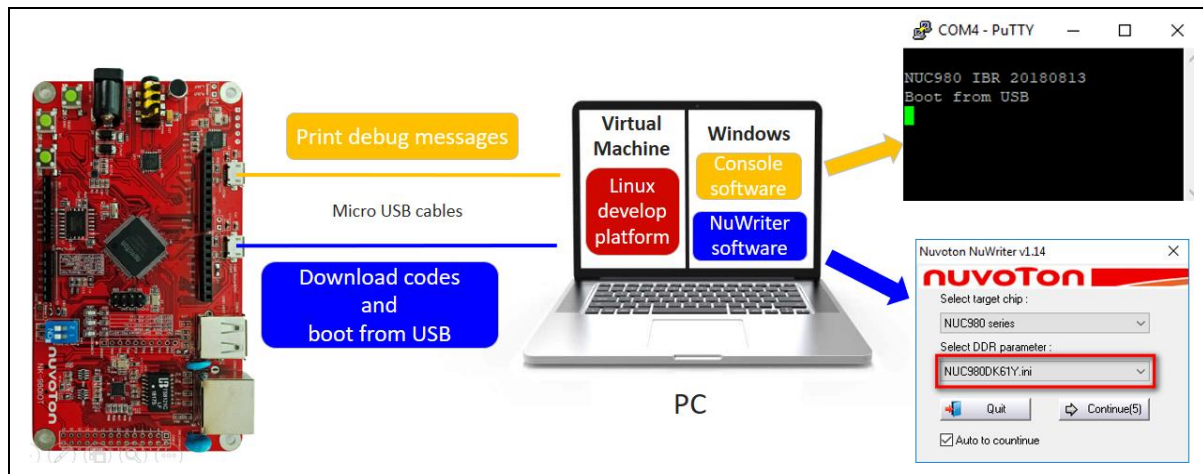 Print debug messages
Micro USB cables
Download codes
and
boot from USB
nuvoTon
Virtual
Machine
Linux
develop
platform
Windows
Console
software
NuWriter
software
PC
COM4 - PuTTY
NUC980 IBR 20180813
Boot from USB
Nuvoton NuWriter v1.14
nuvoTon
Select target chip :
NUC980 series
Select DDR parameter :
NUC980DK61Y.ini
Quit
Continue(5)
Auto to countinue